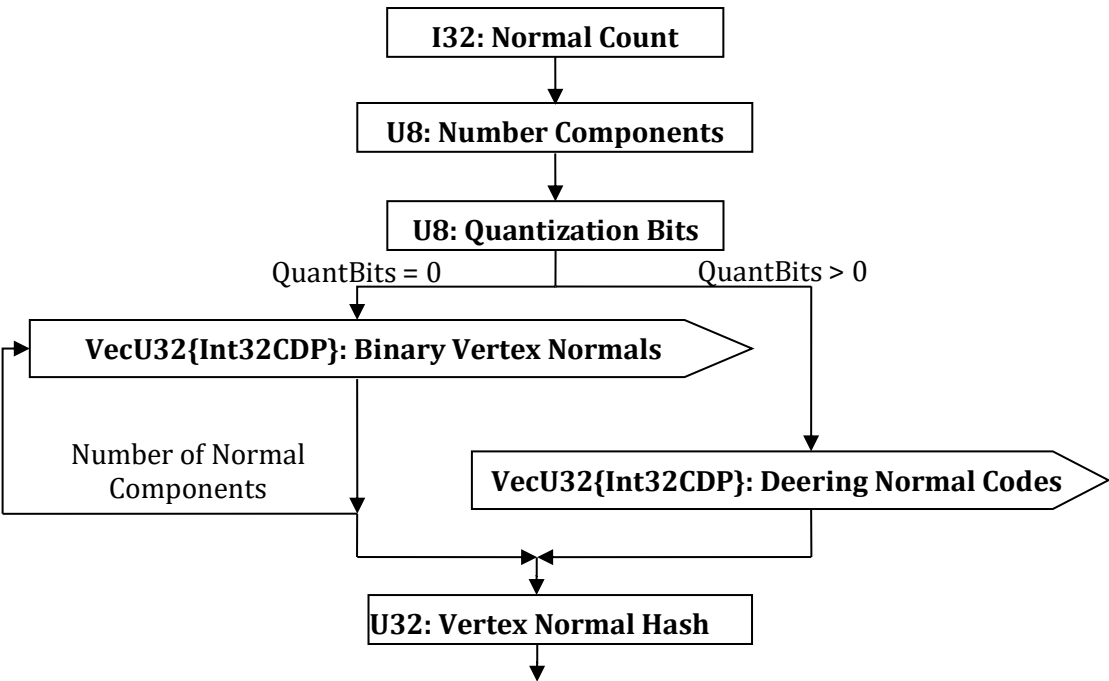 I32: Normal Count
U8: Number Components
U8: Quantization Bits
QuantBits = 0
QuantBits > 0
VecU32{Int32CDP}: Binary Vertex Normals
Number of Normal
Components
VecU32{Int32CDP}: Deering Normal Codes
U32: Vertex Normal Hash